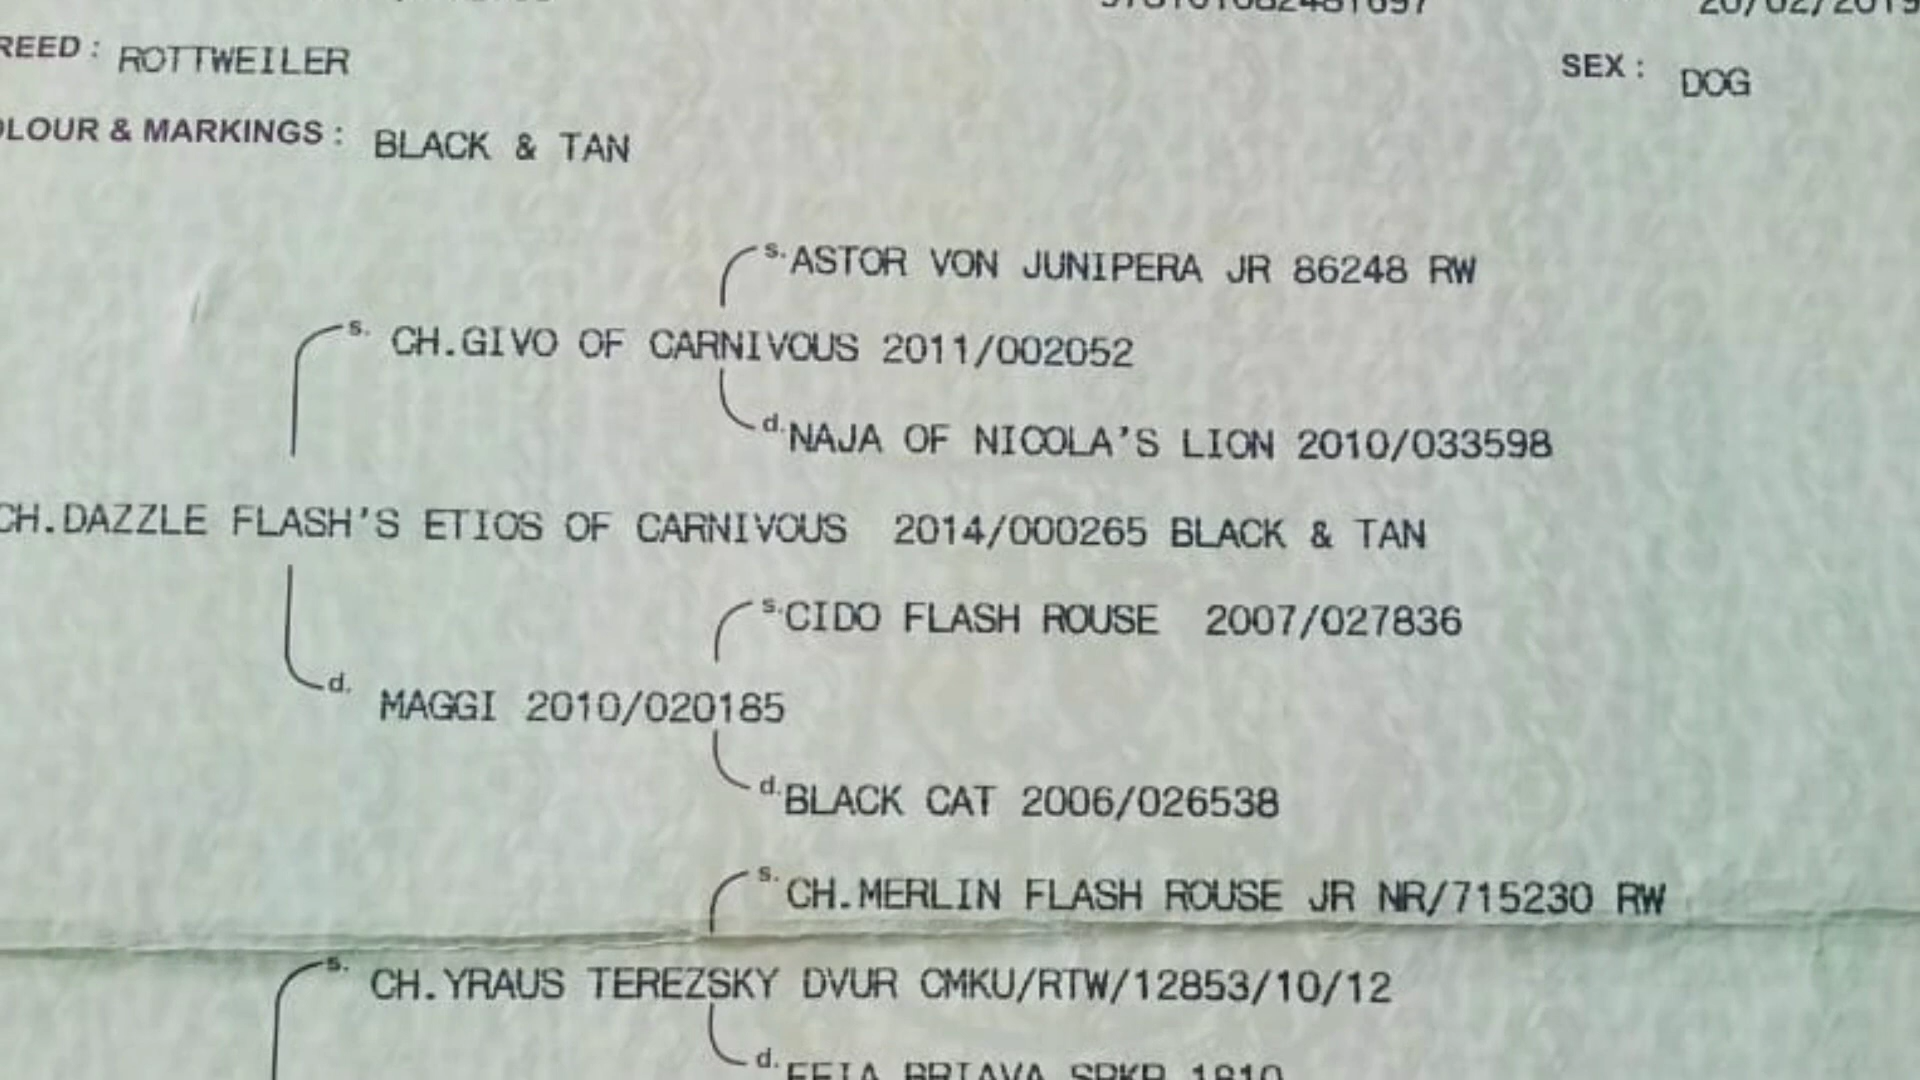 REED : ROTTWEILER
SEX : DOG
OLOUR & MARKINGS : BLACK & TAN
s. ASTOR VON JUNIPERA JR 86248 RW
s. CH.GIVO OF CARNIVOUS 2011/002052
d. NAJA OF NICOLA'S LION 2010/033598
CH.DAZZLE FLASH'S ETIOS OF CARNIVOUS 2014/000265 BLACK & TAN
s. CIDO FLASH ROUSE 2007/027836
d. MAGGI 2010/020185
d. BLACK CAT 2006/026538
s. CH.MERLIN FLASH ROUSE JR NR/715230 RW
s. CH.YRAUS TEREZSKY DVUR CMKU/RTW/12853/10/12
d.